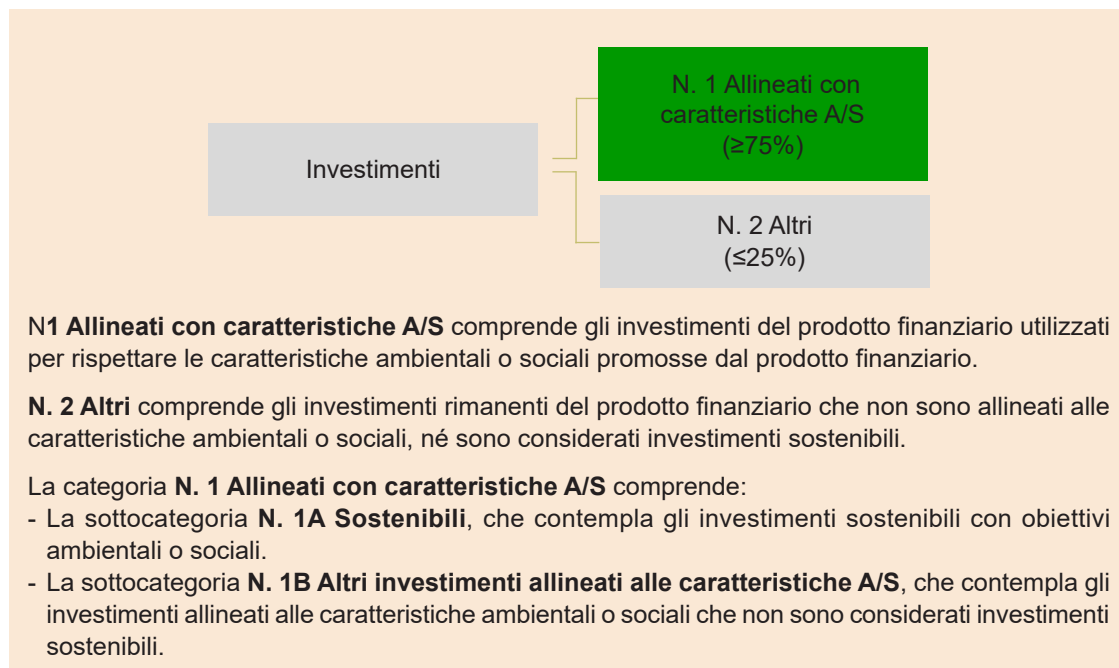 N. 1 Allineati con
caratteristiche A/S
(≥75%)
Investimenti
N. 2 Altri
(≤25%)
N1 Allineati con caratteristiche A/S comprende gli investimenti del prodotto finanziario utilizzati
per rispettare le caratteristiche ambientali o sociali promosse dal prodotto finanziario.
N. 2 Altri comprende gli investimenti rimanenti del prodotto finanziario che non sono allineati alle
caratteristiche ambientali o sociali, né sono considerati investimenti sostenibili.
La categoria N. 1 Allineati con caratteristiche A/S comprende:
- La sottocategoria N. 1A Sostenibili, che contempla gli investimenti sostenibili con obiettivi
ambientali o sociali.
- La sottocategoria N. 1B Altri investimenti allineati alle caratteristiche A/S, che contempla gli
investimenti allineati alle caratteristiche ambientali o sociali che non sono considerati investimenti
sostenibili.